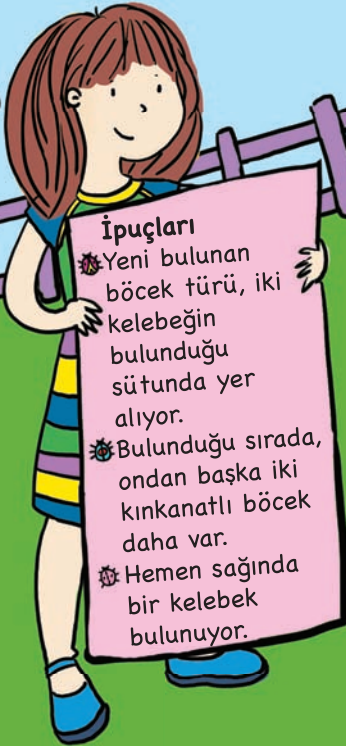 İpuçları
Yeni bulunan
böcek türü, iki
kelebeğin
bulunduğu
sütunda yer
alıyor.
Bulunduğu sırada,
ondan başka iki
kınkanatlı böcek
daha var.
Hemen sağında
bir kelebek
bulunuyor.